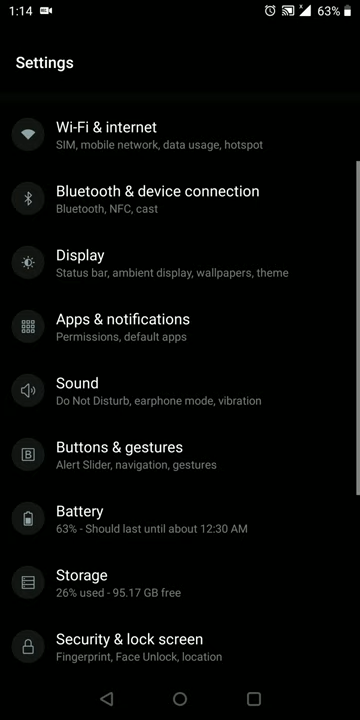 1:14 63%
Settings
Wi-Fi & internet
SIM, mobile network, data usage, hotspot
Bluetooth & device connection
Bluetooth, NFC, cast
Display
Status bar, ambient display, wallpapers, theme
Apps & notifications
Permissions, default apps
Sound
Do Not Disturb, earphone mode, vibration
Buttons & gestures
Alert Slider, navigation, gestures
Battery
63% - Should last until about 12:30 AM
Storage
26% used - 95.17 GB free
Security & lock screen
Fingerprint, Face Unlock, location